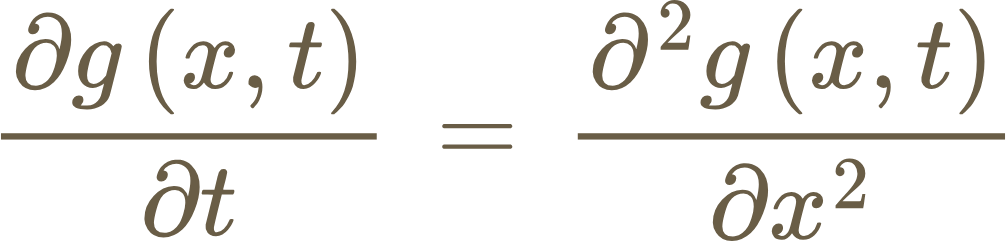 ∂g(x,t)/∂t = ∂²g(x,t)/∂x²